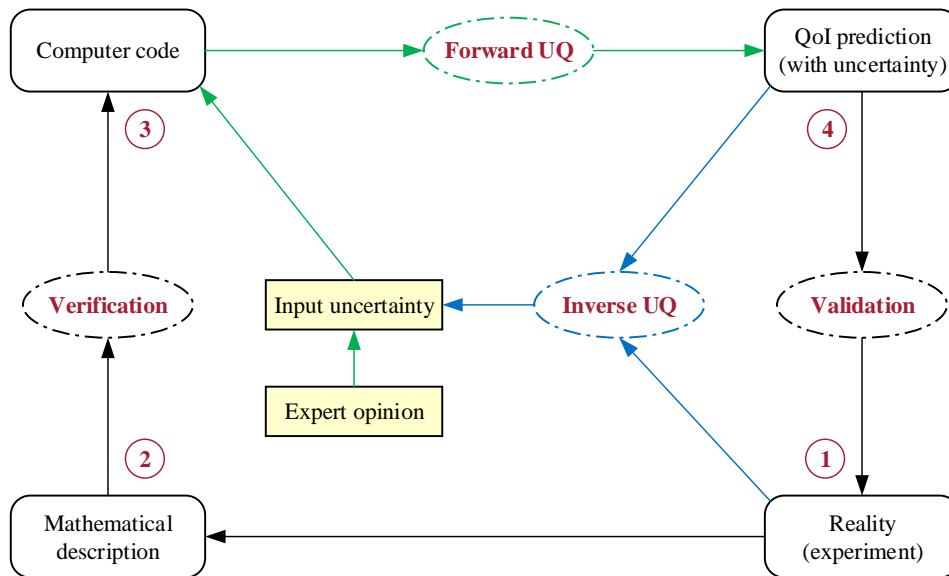 Computer code
Forward UQ
QoI prediction
(with uncertainty)
3
4
Verification
Input uncertainty
Inverse UQ
Validation
Expert opinion
2
1
Mathematical
description
Reality
(experiment)